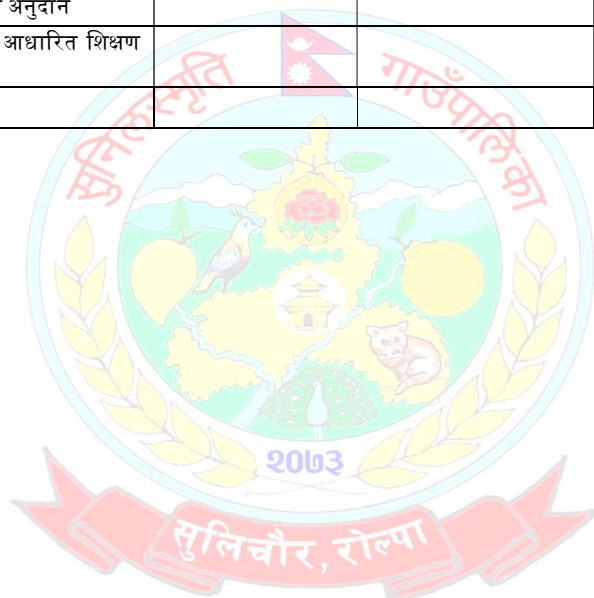 अनुदान
आधारित शिक्षण
सुनिलस्मृति गाउँपालिका
२०७३
सुलिचौर, रोल्पा